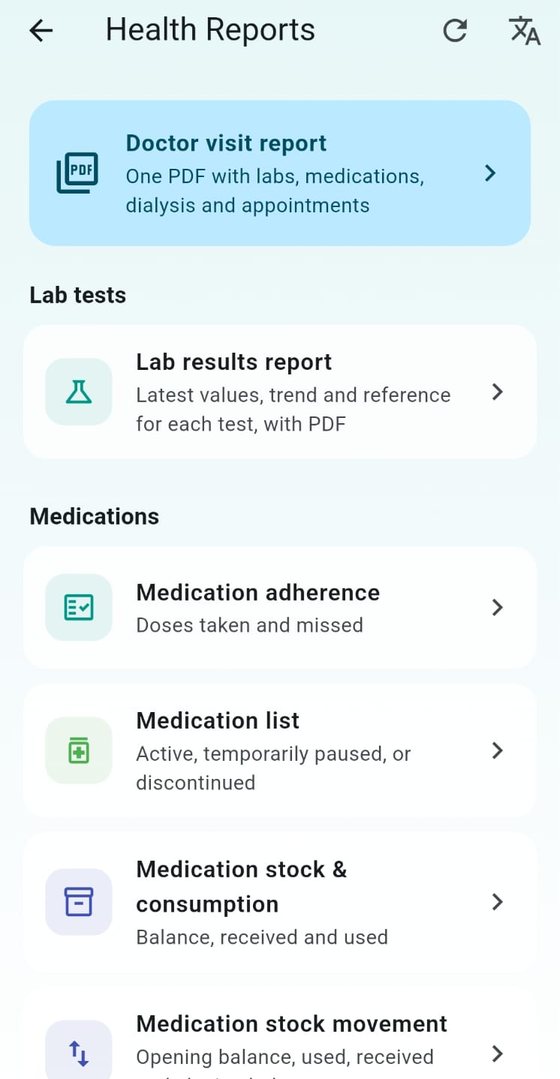 Health Reports
Doctor visit report
One PDF with labs, medications,
dialysis and appointments
Lab tests
Lab results report
Latest values, trend and reference
for each test, with PDF
Medications
Medication adherence
Doses taken and missed
Medication list
Active, temporarily paused, or
discontinued
Medication stock &
consumption
Balance, received and used
Medication stock movement
Opening balance, used, received